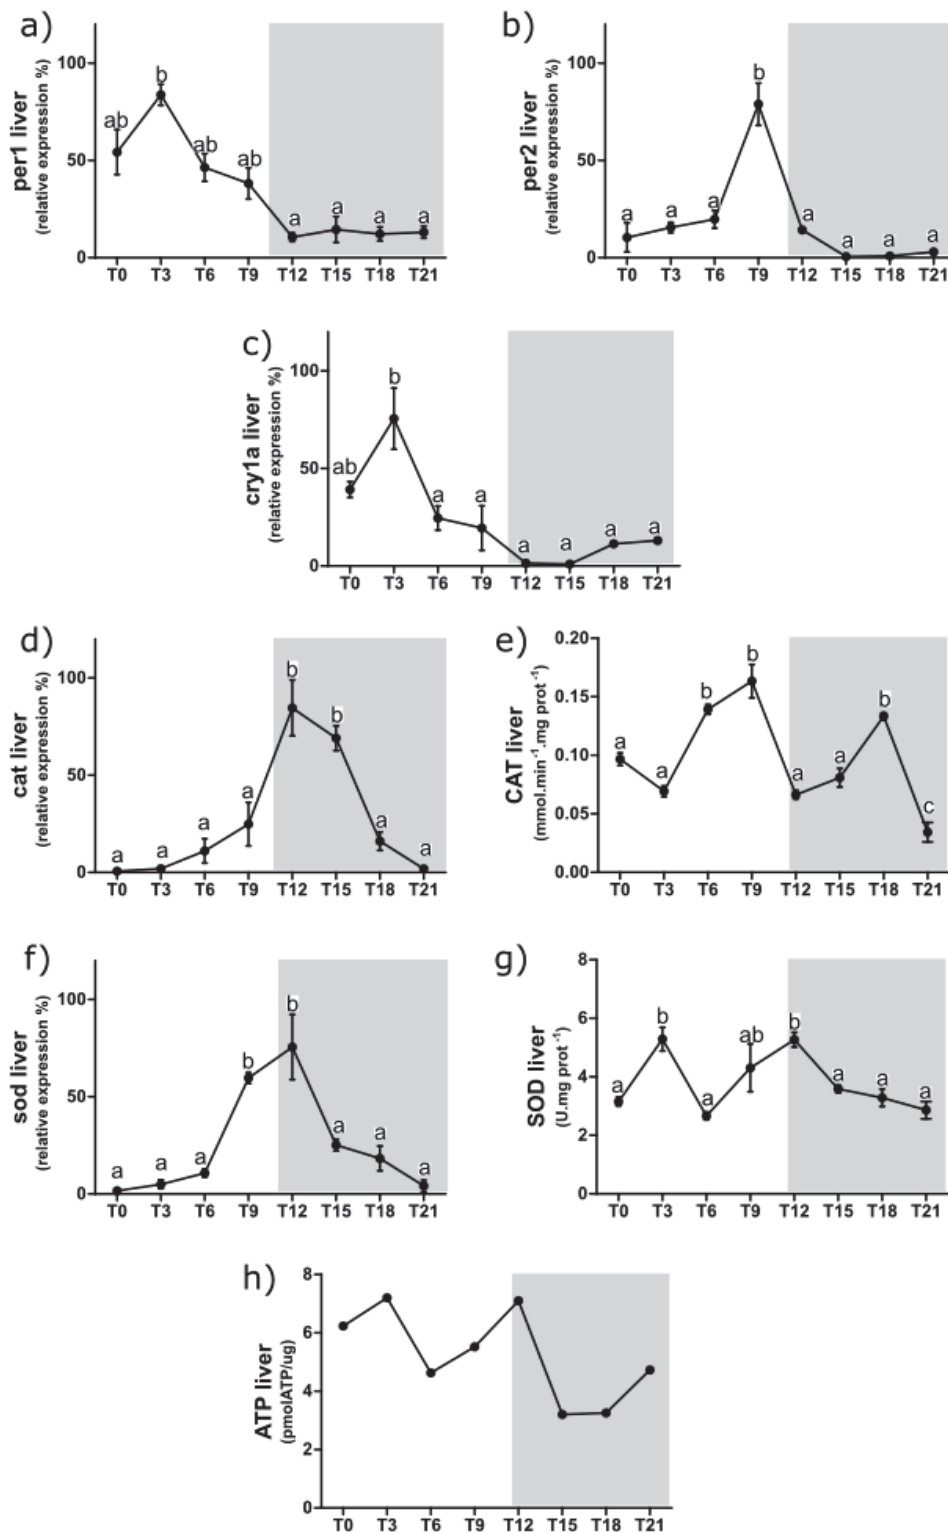 a)
per1 liver
(relative expression %)
100
50
0
ab
b
ab
ab
a
a
a
a
T0 T3 T6 T9 T12 T15 T18 T21
b)
per2 liver
(relative expression %)
100
50
0
a
a
a
b
a
a
a
a
T0 T3 T6 T9 T12 T15 T18 T21
c)
cry1a liver
(relative expression %)
100
50
0
ab
b
a
a
a
a
a
a
T0 T3 T6 T9 T12 T15 T18 T21
d)
cat liver
(relative expression %)
100
50
0
a
a
a
a
b
b
a
a
T0 T3 T6 T9 T12 T15 T18 T21
e)
CAT liver
(mmol.min⁻¹.mg prot⁻¹)
0.20
0.15
0.10
0.05
0.00
a
a
b
b
a
a
b
c
T0 T3 T6 T9 T12 T15 T18 T21
f)
sod liver
(relative expression %)
100
50
0
a
a
a
b
b
a
a
a
T0 T3 T6 T9 T12 T15 T18 T21
g)
SOD liver
(U.mg prot⁻¹)
8
6
4
2
0
a
b
a
ab
b
a
a
a
T0 T3 T6 T9 T12 T15 T18 T21
h)
ATP liver
(pmolATP/ug)
8
6
4
2
0
T0 T3 T6 T9 T12 T15 T18 T21